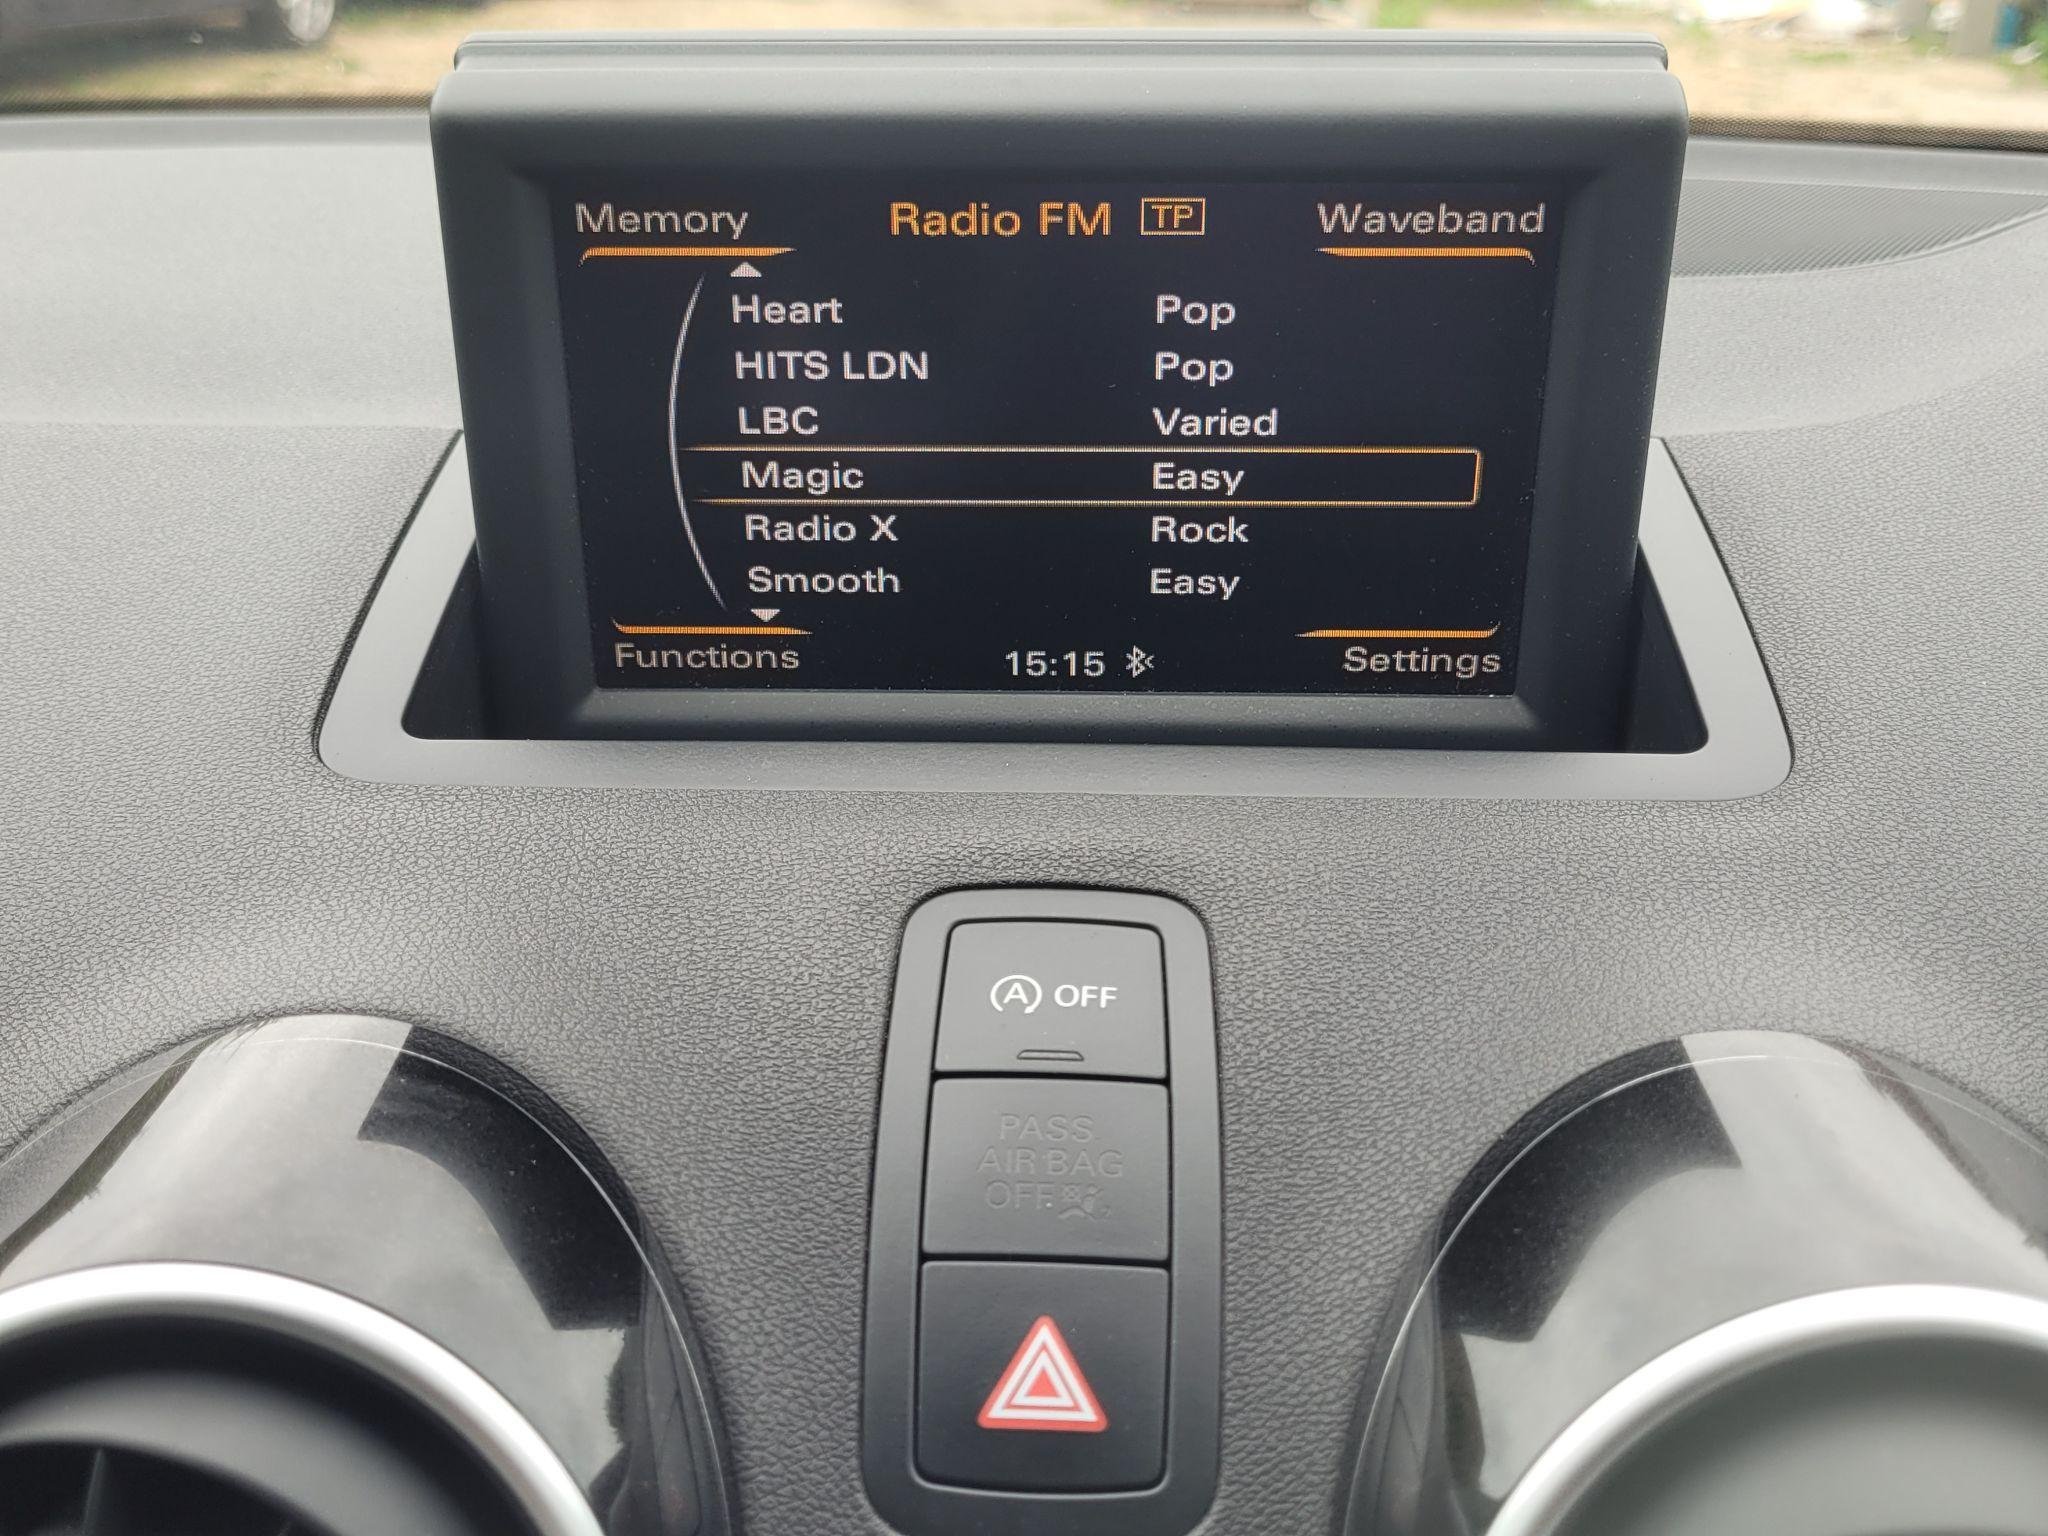 Memory Radio FM TP Waveband
Heart Pop
HITS LDN Pop
LBC Varied
Magic Easy
Radio X Rock
Smooth Easy
Functions 15:15 Settings
A OFF
PASS.
AIR BAG
OFF